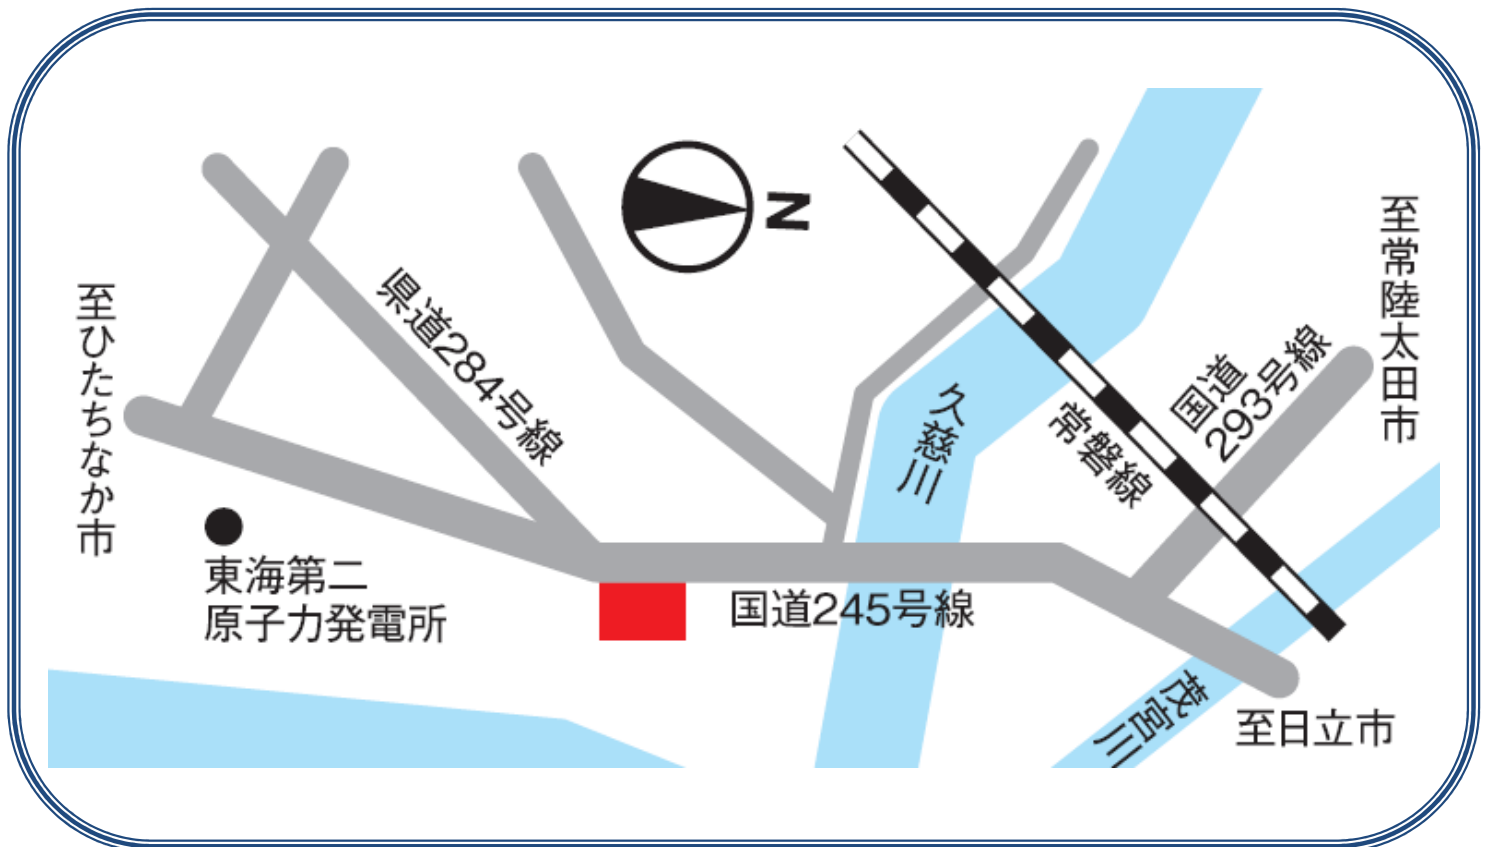 N
至常陸太田市
至ひたちなか市
県道284号線
国道
293号線
久慈川
常磐線
東海第二
原子力発電所
国道245号線
茂宮川
至日立市